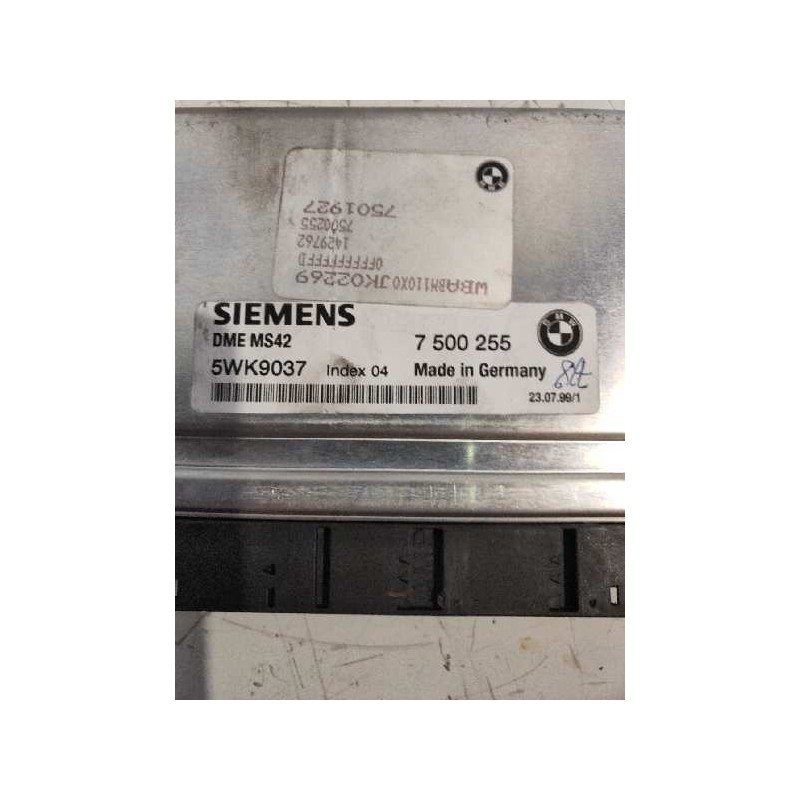 WBABM110X0JK02269
0FFFFFFFFFD
1429762
7500255
7501927
SIEMENS
DME MS42
7 500 255
5WK9037 Index 04
Made in Germany
23.07.99/1